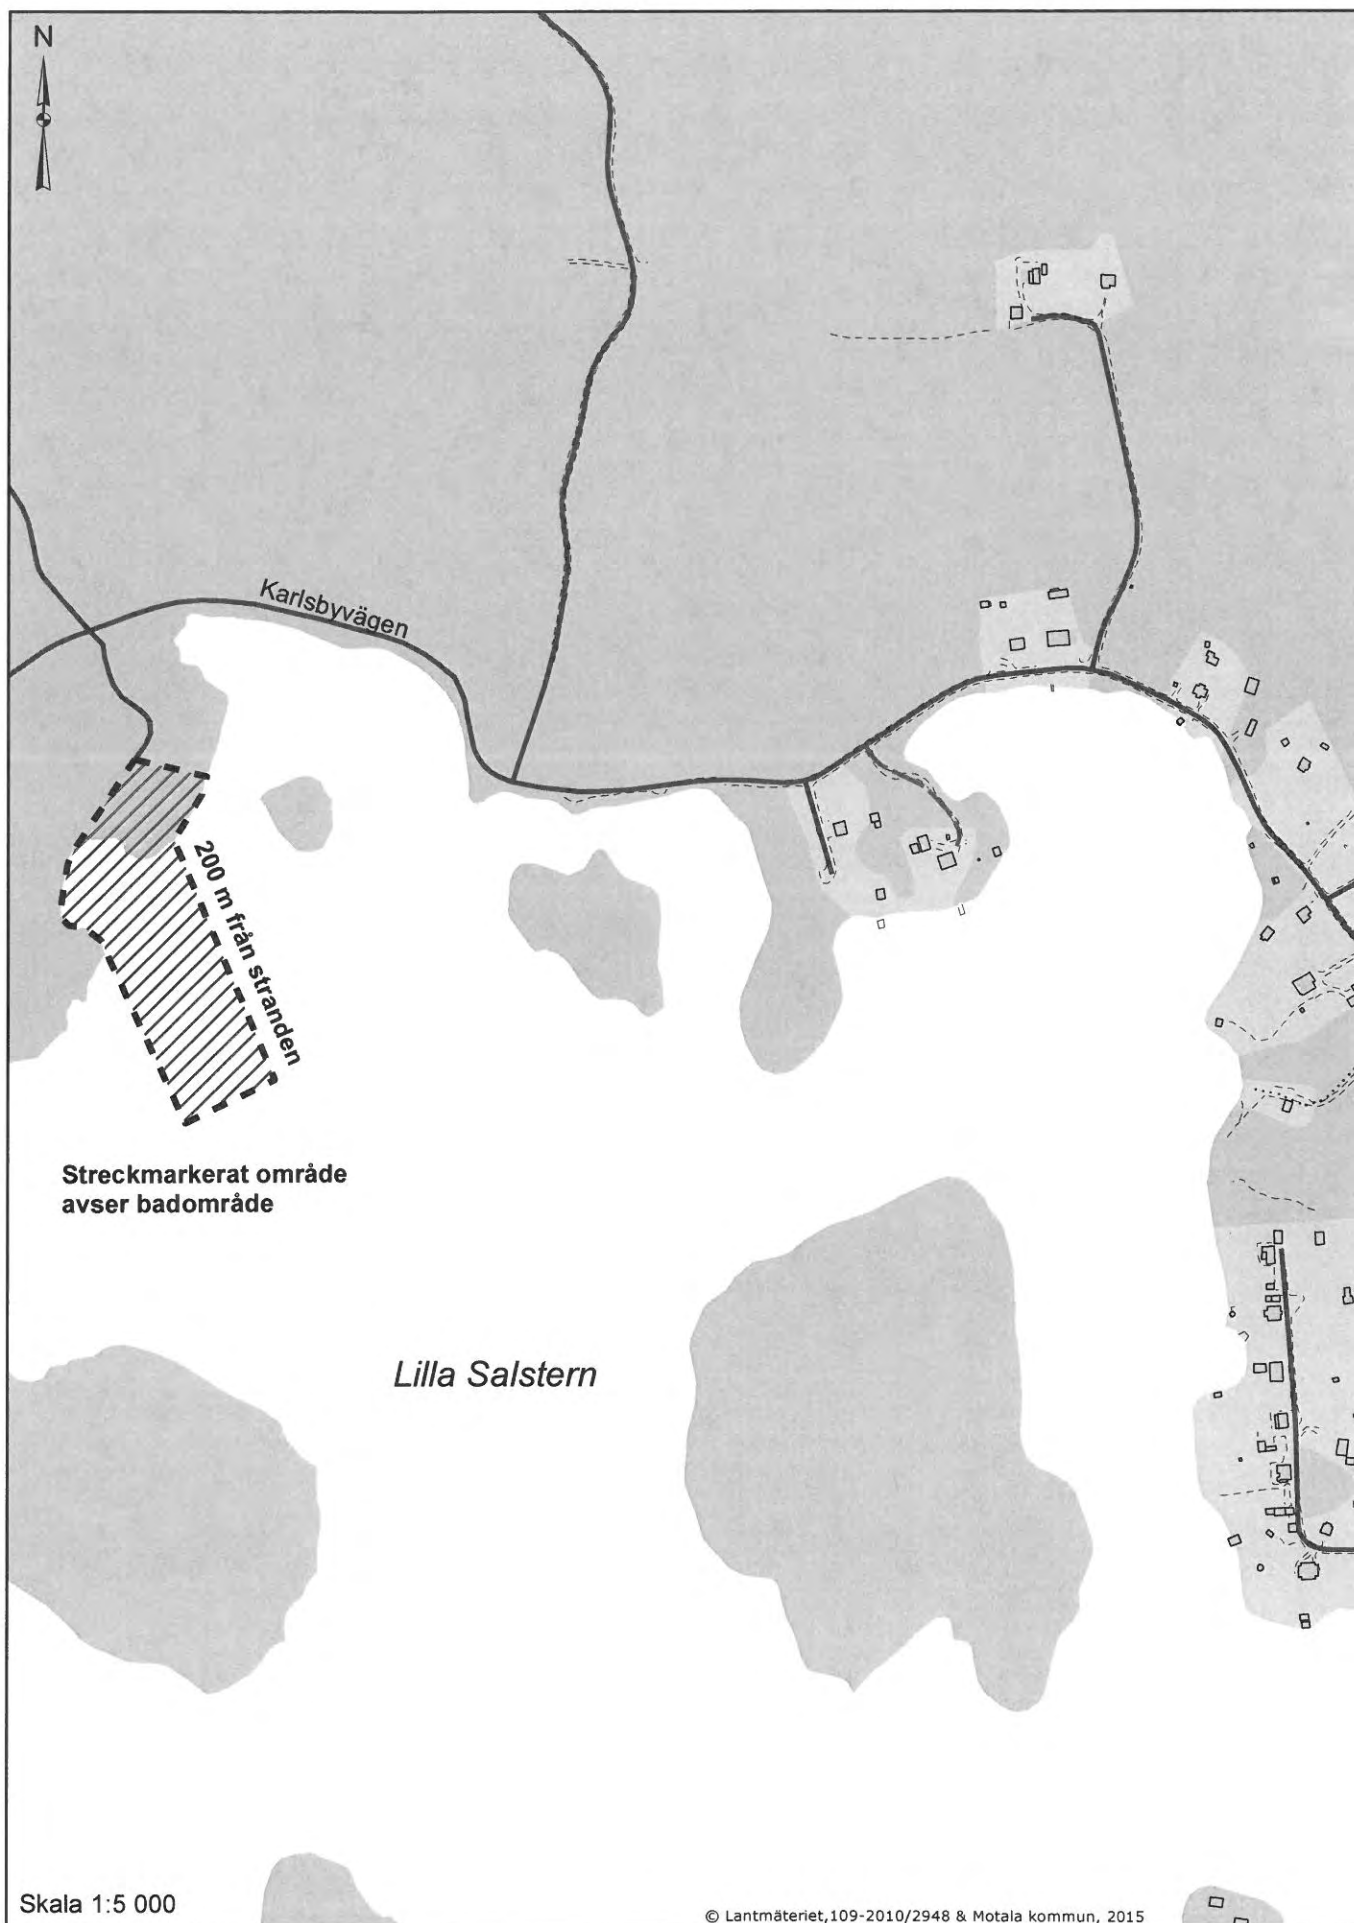 N
Karlsbyvägen
200 m från stranden
Streckmarkerat område
avser badområde
Lilla Salstern
Skala 1:5 000
© Lantmäteriet,109-2010/2948 & Motala kommun, 2015